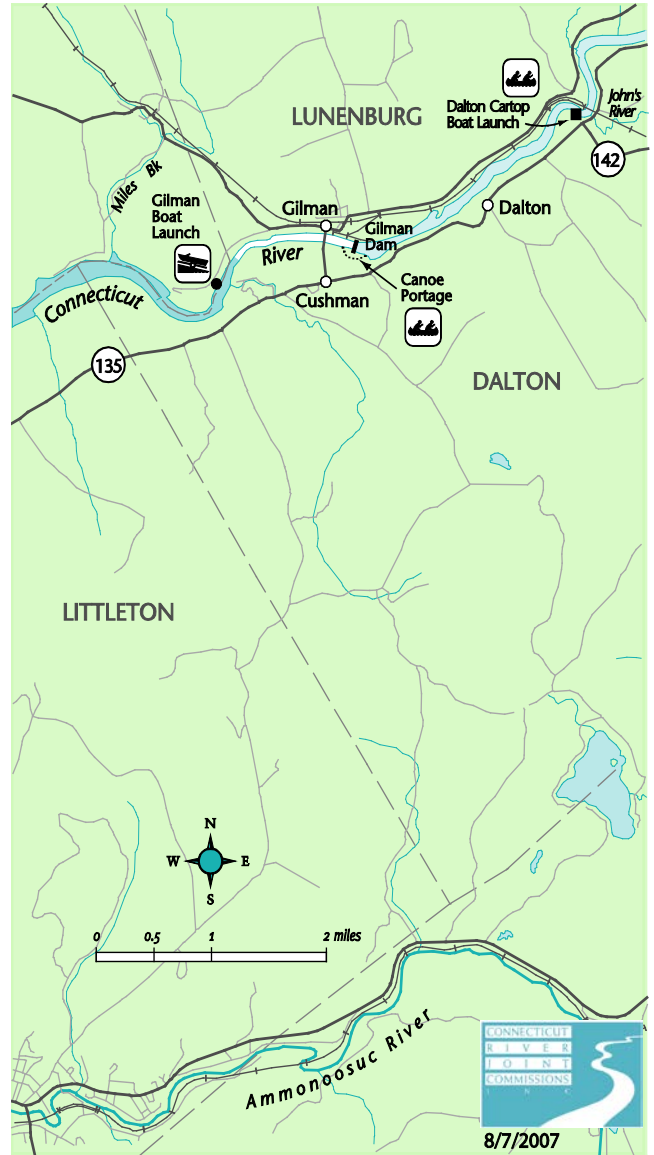 LUNENBURG
Dalton Cartop
Boat Launch
John's
River
142
Miles Bk
Gilman
Boat
Launch
Gilman
Dalton
River
Gilman
Dam
Connecticut
Cushman
Canoe
Portage
135
DALTON
LITTLETON
N
W E
S
0 0.5 1 2 miles
Ammonoosuc River
CONNECTICUT
RIVER
JOINT
COMMISSIONS
INC
8/7/2007